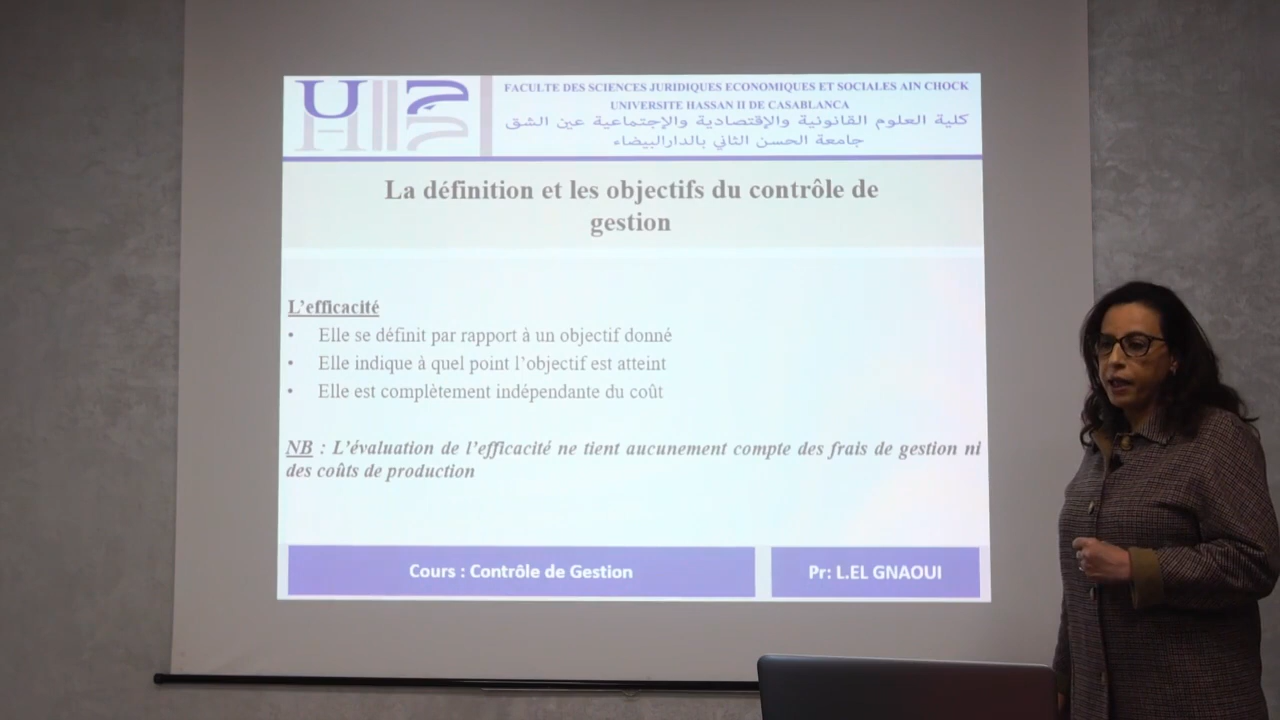 UH2C
FACULTE DES SCIENCES JURIDIQUES ECONOMIQUES ET SOCIALES AIN CHOCK
UNIVERSITE HASSAN II DE CASABLANCA
كلية العلوم القانونية والإقتصادية والإجتماعية عين الشق
جامعة الحسن الثاني بالدارالبيضاء
La définition et les objectifs du contrôle de
gestion
L’efficacité
• Elle se définit par rapport à un objectif donné
• Elle indique à quel point l’objectif est atteint
• Elle est complètement indépendante du coût
NB : L’évaluation de l’efficacité ne tient aucunement compte des frais de gestion ni
des coûts de production
Cours : Contrôle de Gestion
Pr: L.EL GNAOUI